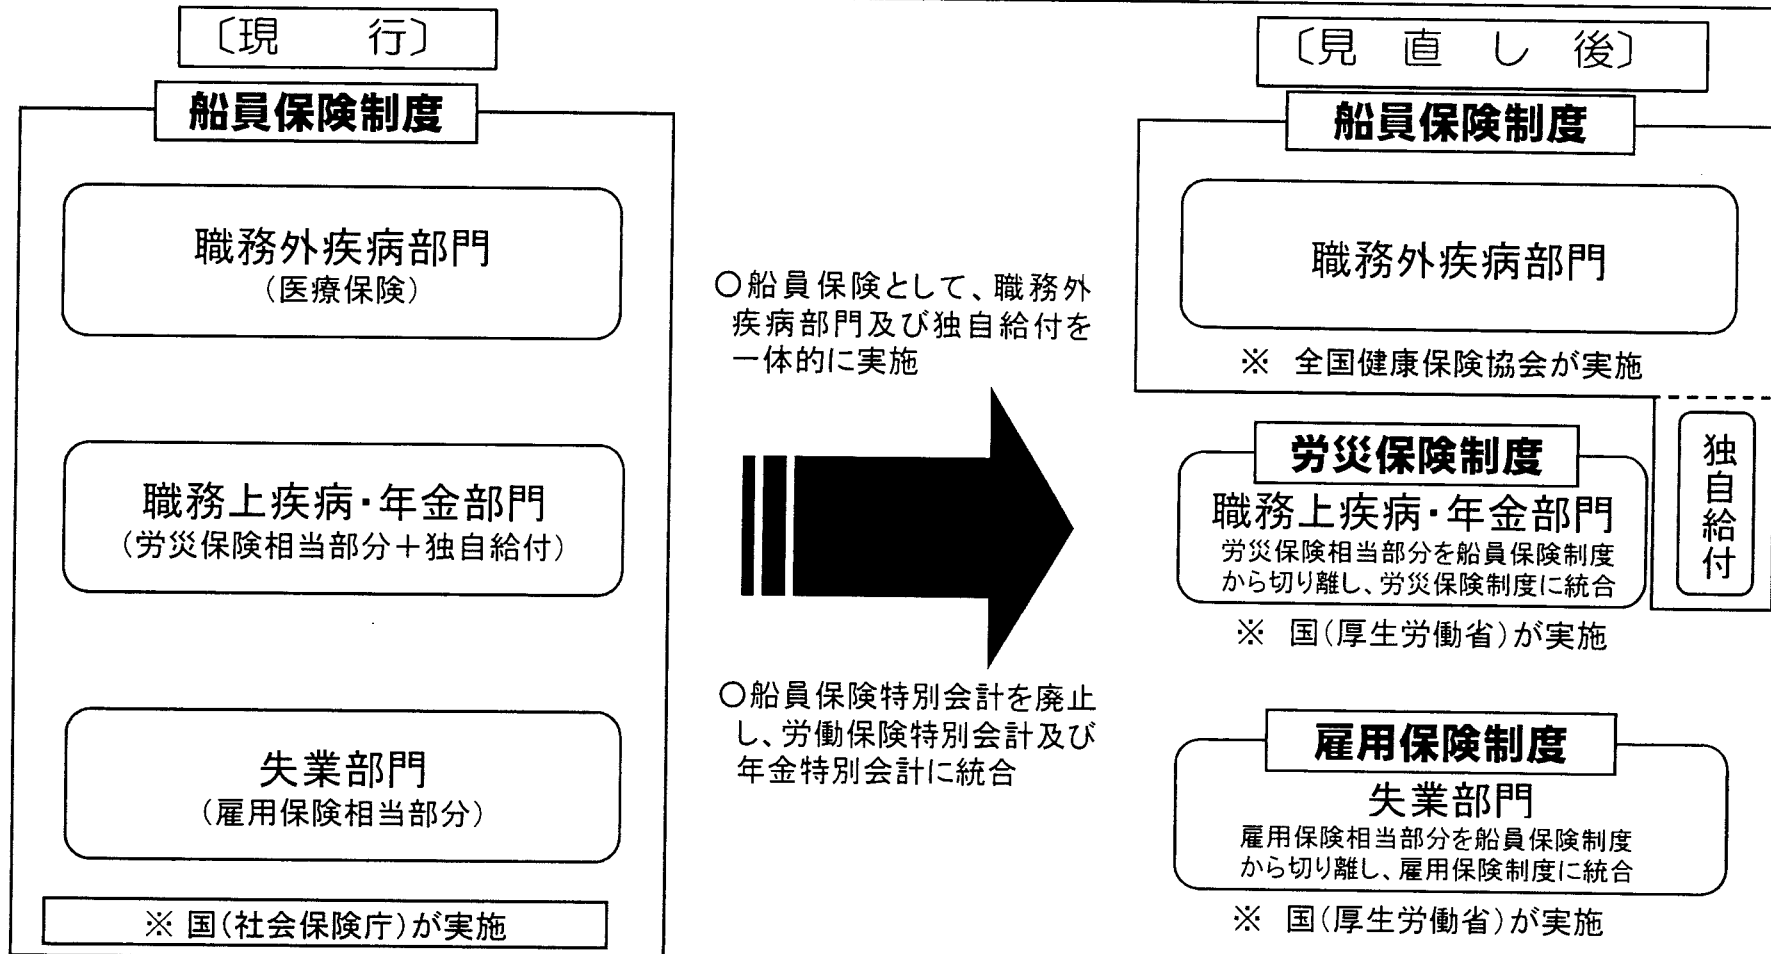 〔現　行〕
船員保険制度
職務外疾病部門
（医療保険）
職務上疾病・年金部門
（労災保険相当部分＋独自給付）
失業部門
（雇用保険相当部分）
※ 国（社会保険庁）が実施
○船員保険として、職務外
疾病部門及び独自給付を
一体的に実施
○船員保険特別会計を廃止
し、労働保険特別会計及び
年金特別会計に統合
〔見 直 し 後〕
船員保険制度
職務外疾病部門
※ 全国健康保険協会が実施
労災保険制度
職務上疾病・年金部門
労災保険相当部分を船員保険制度
から切り離し、労災保険制度に統合
※ 国（厚生労働省）が実施
独自給付
雇用保険制度
失業部門
雇用保険相当部分を船員保険制度
から切り離し、雇用保険制度に統合
※ 国（厚生労働省）が実施